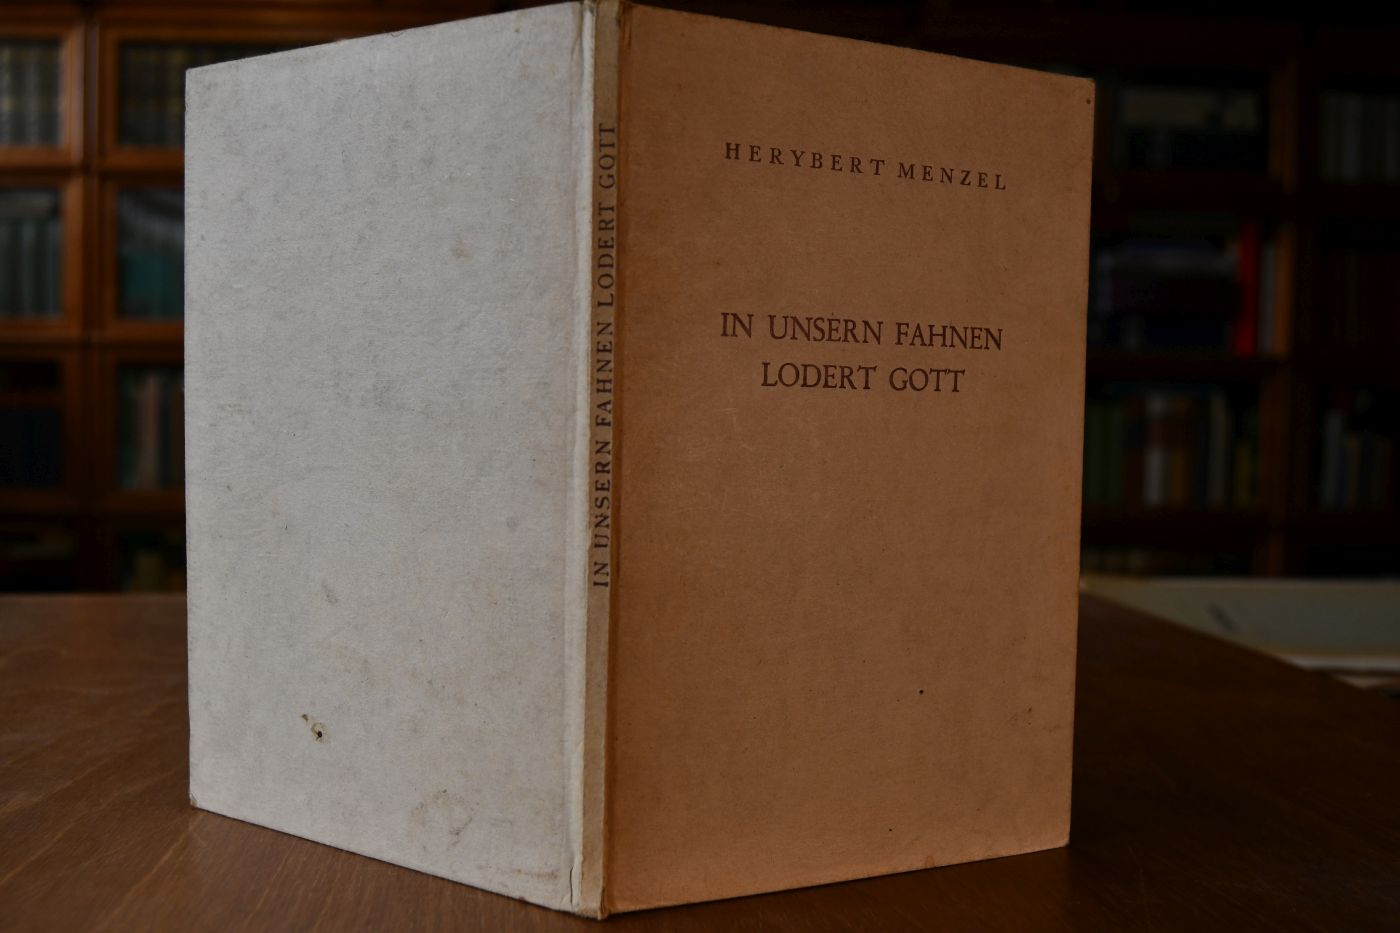 HERYBERT MENZEL
IN UNSERN FAHNEN
LODERT GOTT
IN UNSERN FAHNEN LODERT GOTT